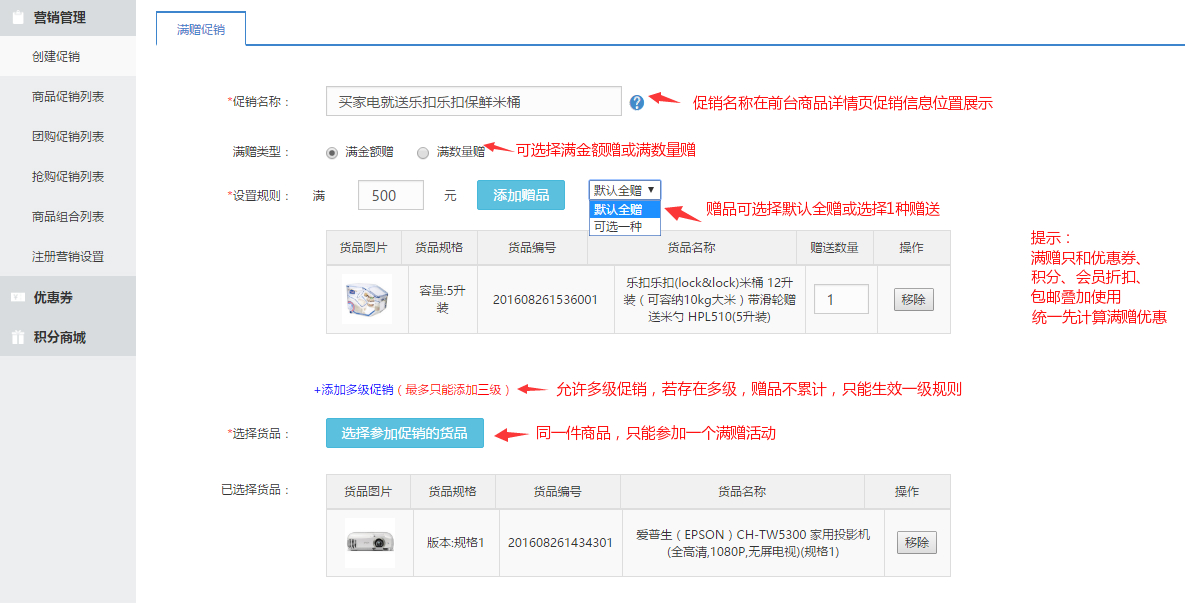 营销管理
创建促销
商品促销列表
团购促销列表
抢购促销列表
商品组合列表
注册营销设置
优惠券
积分商城
满赠促销
*促销名称： 买家电就送乐扣乐扣保鲜米桶 ? 促销名称在前台商品详情页促销信息位置展示
满赠类型： 满金额赠 满数量赠 可选择满金额赠或满数量赠
*设置规则： 满 500 元 添加赠品 默认全赠
默认全赠
可选一种
赠品可选择默认全赠或选择1种赠送
货品图片 货品规格 货品编号 货品名称 赠送数量 操作
容量:5升
装
201608261536001
乐扣乐扣(lock&lock)米桶 12升
装（可容纳10kg大米）带滑轮赠
送米勺 HPL510(5升装)
1
移除
提示：
满赠只和优惠券、
积分、会员折扣、
包邮叠加使用
统一先计算满赠优惠
+添加多级促销（最多只能添加三级） 允许多级促销，若存在多级，赠品不累计，只能生效一级规则
*选择货品： 选择参加促销的货品 同一件商品，只能参加一个满赠活动
已选择货品： 货品图片 货品规格 货品编号 货品名称 操作
版本:规格1 201608261434301
爱普生（EPSON）CH-TW5300 家用投影机
(全高清,1080P,无屏电视)(规格1)
移除